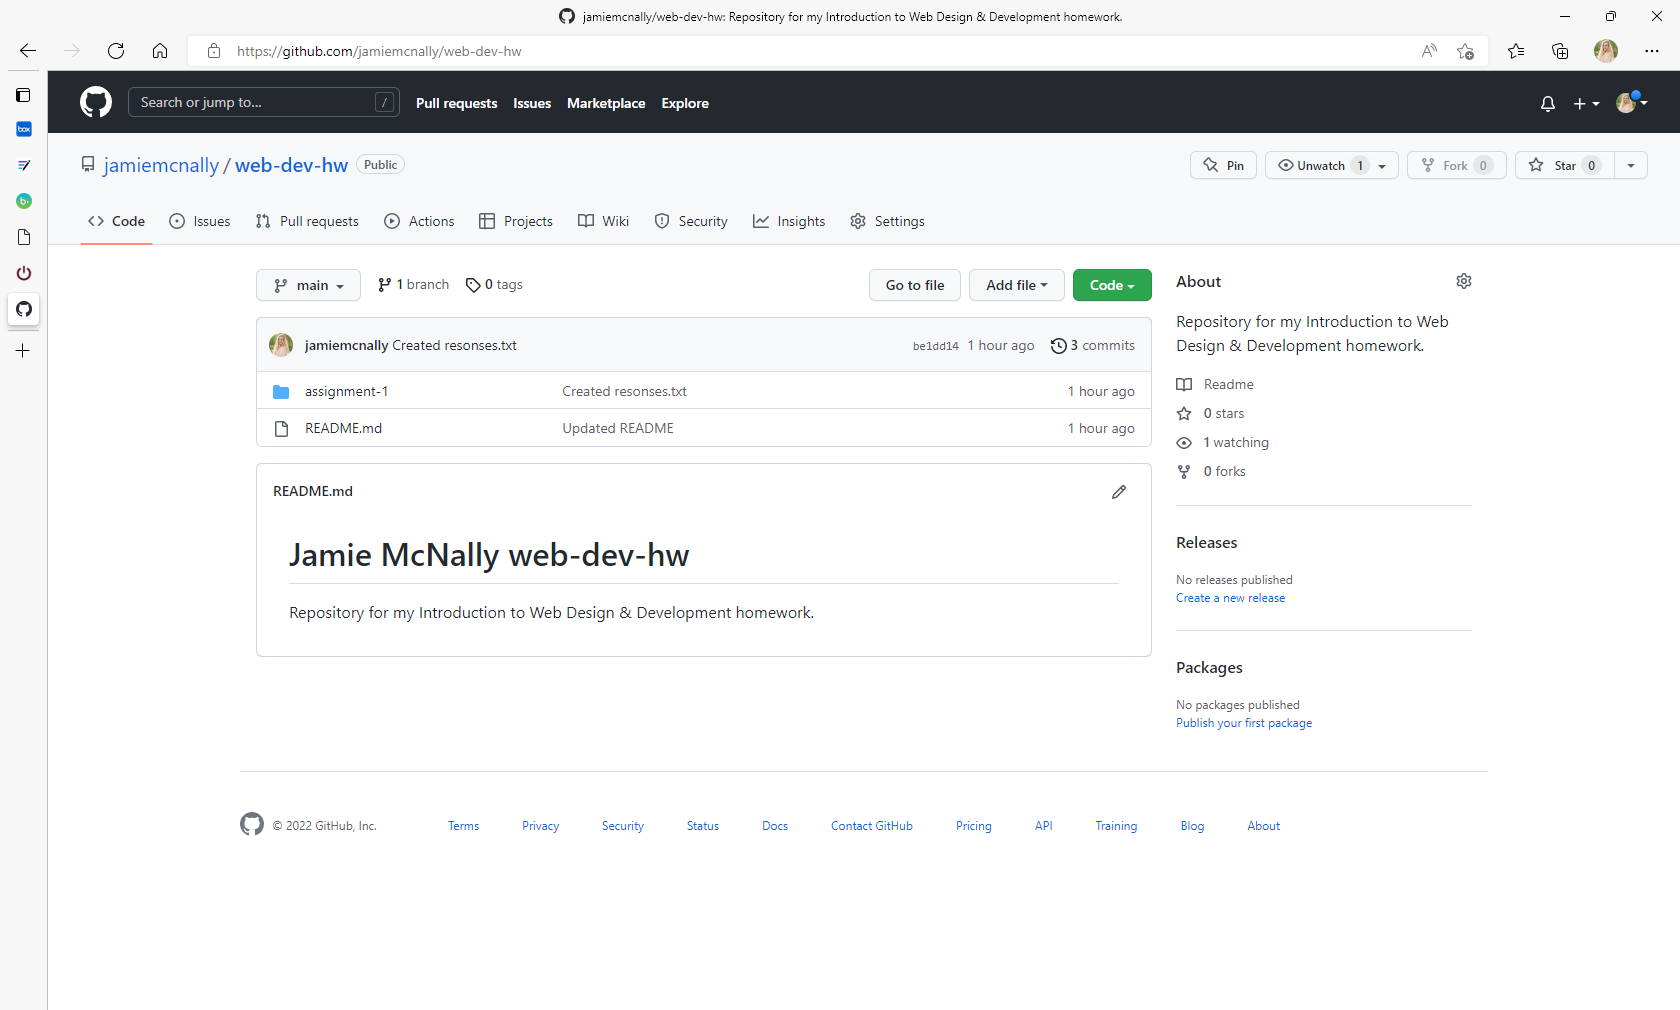 jamiemcnally/web-dev-hw: Repository for my Introduction to Web Design & Development homework.
https://github.com/jamiemcnally/web-dev-hw
Search or jump to... /
Pull requests Issues Marketplace Explore
box
b.
jamiemcnally / web-dev-hw Public
Pin Unwatch 1 Fork 0 Star 0
Code Issues Pull requests Actions Projects Wiki Security Insights Settings
main 1 branch 0 tags Go to file Add file Code
jamiemcnally Created resonses.txt be1dd14 1 hour ago 3 commits
assignment-1 Created resonses.txt 1 hour ago
README.md Updated README 1 hour ago
README.md
Jamie McNally web-dev-hw
Repository for my Introduction to Web Design & Development homework.
About
Repository for my Introduction to Web
Design & Development homework.
Readme
0 stars
1 watching
0 forks
Releases
No releases published
Create a new release
Packages
No packages published
Publish your first package
© 2022 GitHub, Inc. Terms Privacy Security Status Docs Contact GitHub Pricing API Training Blog About